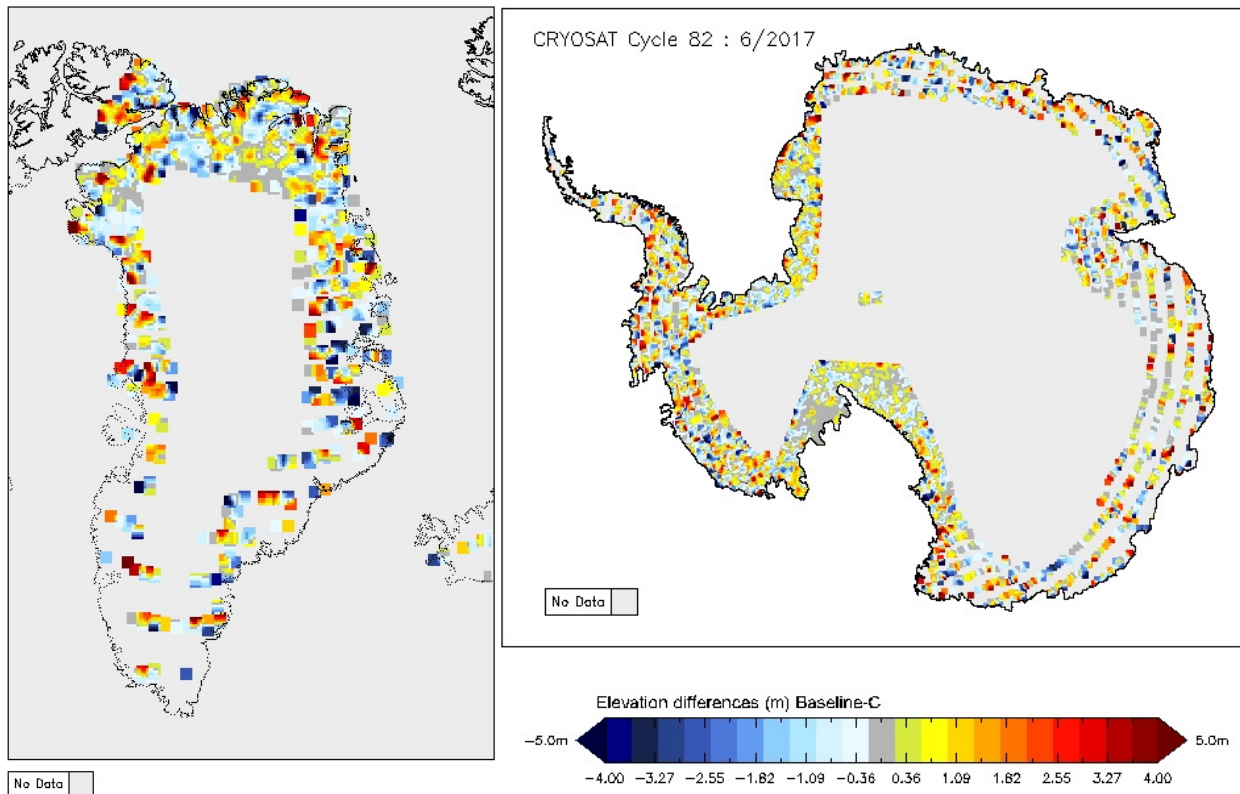 CRYOSAT Cycle 82 : 6/2017
No Data
No Data
Elevation differences (m) Baseline-C
-5.0m
5.0m
-4.00 -3.27 -2.55 -1.82 -1.09 -0.36 0.36 1.09 1.82 2.55 3.27 4.00